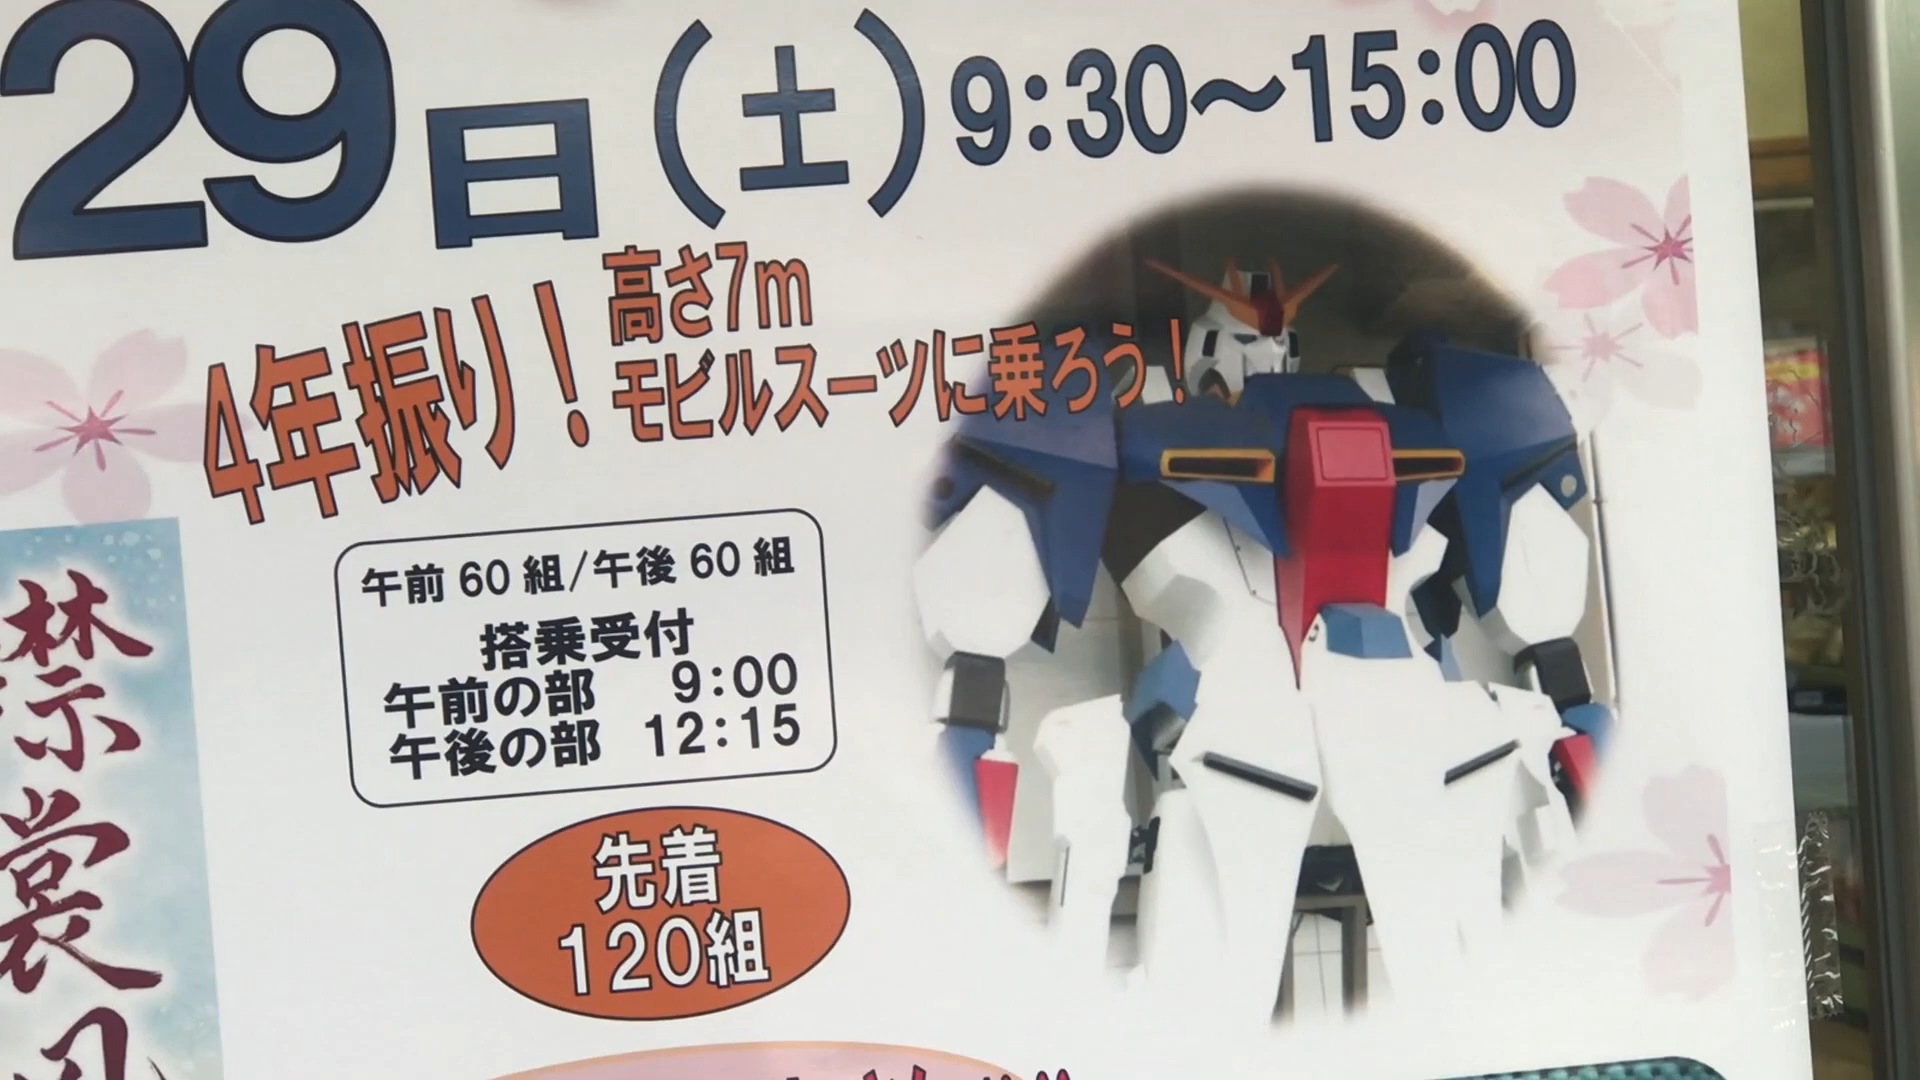 29日(土)9:30～15:00
4年振り！
高さ7m
モビルスーツに乗ろう！
午前60組/午後60組
搭乗受付
午前の部 9:00
午後の部 12:15
先着
120組
禁裳凪